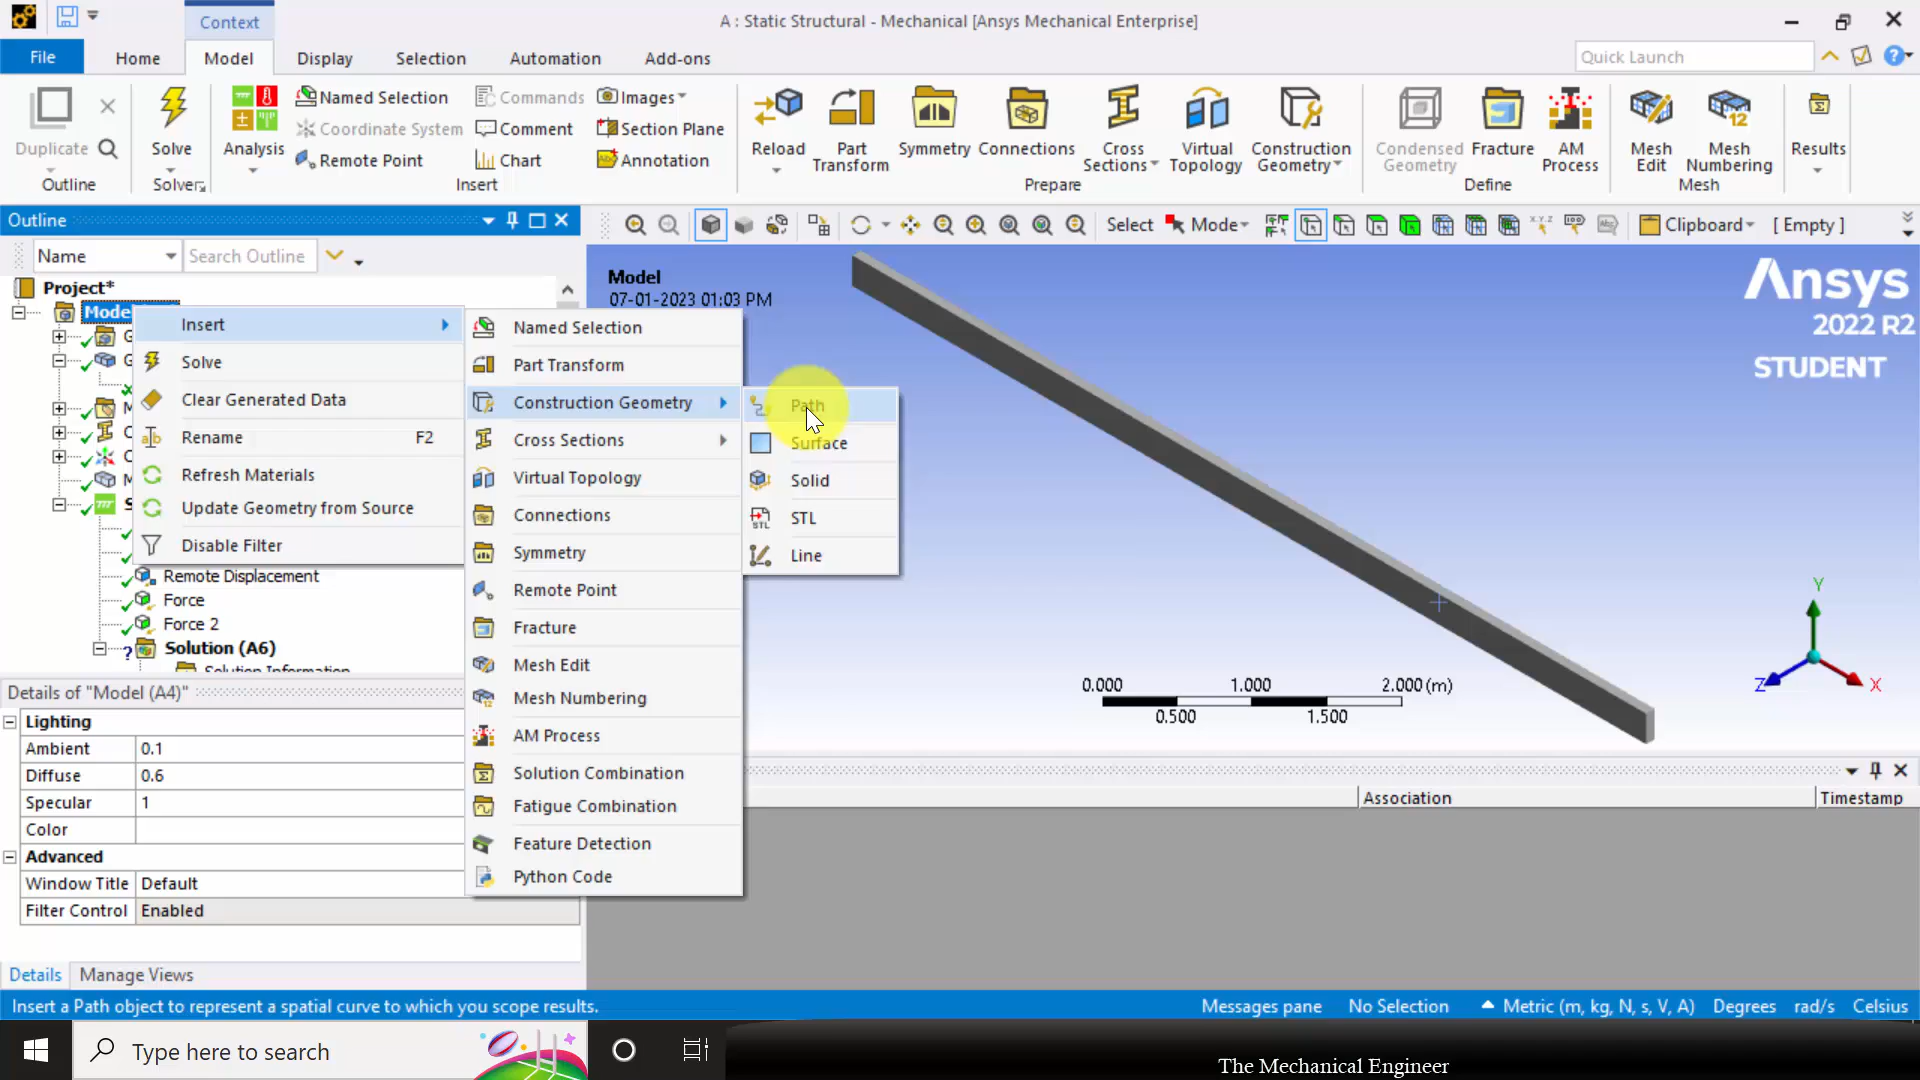 Context
A : Static Structural - Mechanical [Ansys Mechanical Enterprise]
File Home Model Display Selection Automation Add-ons
Quick Launch
Named Selection Commands Images
Coordinate System Comment Section Plane
Remote Point Chart Annotation
Duplicate
Solve
Analysis
Reload
Part Transform
Symmetry
Connections
Cross Sections
Virtual Topology
Construction Geometry
Condensed Geometry
Fracture
AM Process
Mesh Edit
Mesh Numbering
Results
Outline Solver Insert Prepare Define Mesh
Outline
Select Mode Clipboard [ Empty ]
Name Search Outline
Project*
Model
Remote Displacement
Force
Force 2
Solution (A6)
Insert
Solve
Clear Generated Data
Rename F2
Refresh Materials
Update Geometry from Source
Disable Filter
Named Selection
Part Transform
Construction Geometry
Cross Sections
Virtual Topology
Connections
Symmetry
Remote Point
Fracture
Mesh Edit
Mesh Numbering
AM Process
Solution Combination
Fatigue Combination
Feature Detection
Python Code
Path
Surface
Solid
STL
Line
Model
07-01-2023 01:03 PM
Ansys
2022 R2
STUDENT
0.000 1.000 2.000 (m)
0.500 1.500
Y
Z
X
Details of "Model (A4)"
Lighting
Ambient 0.1
Diffuse 0.6
Specular 1
Color
Advanced
Window Title Default
Filter Control Enabled
Details Manage Views
Association Timestamp
Insert a Path object to represent a spatial curve to which you scope results.
Messages pane No Selection Metric (m, kg, N, s, V, A) Degrees rad/s Celsius
Type here to search
The Mechanical Engineer